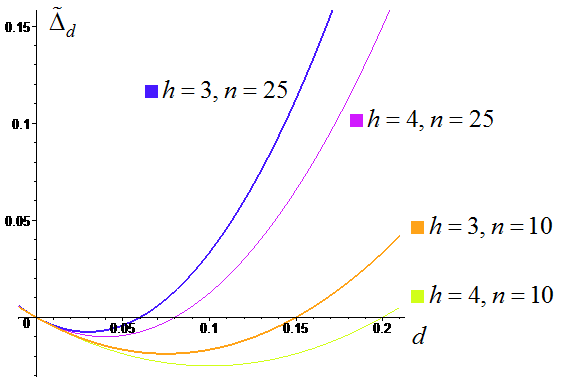 0.15
Δ̃_d
h = 3, n = 25
0.1
h = 4, n = 25
0.05
h = 3, n = 10
h = 4, n = 10
0 0.05 0.1 0.15 0.2
d